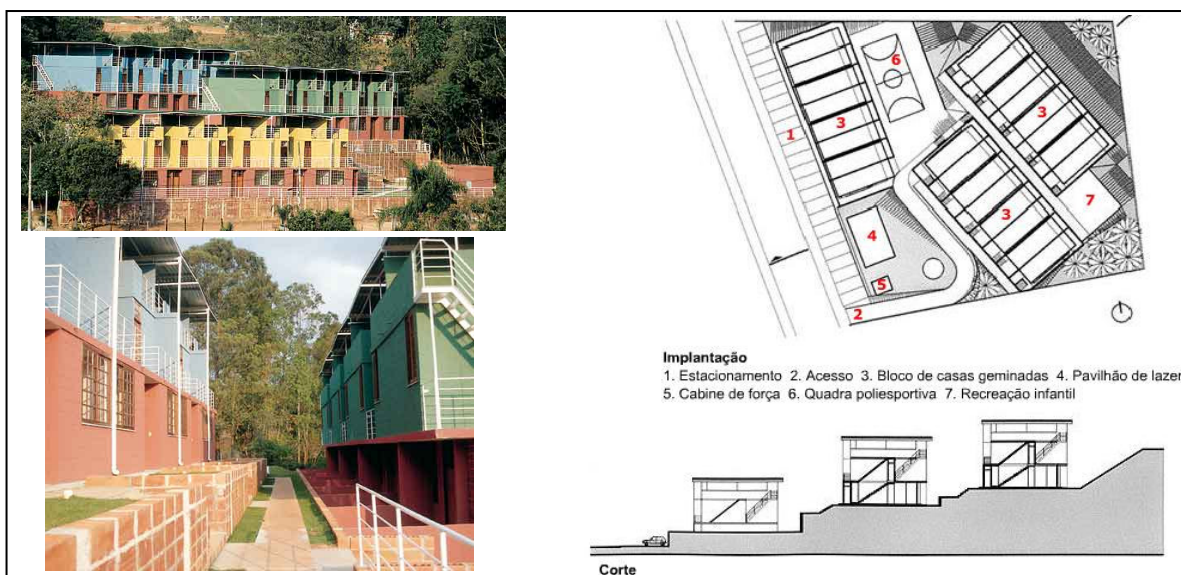 1
3
6
3
3
7
4
5
2
Implantação
1. Estacionamento 2. Acesso 3. Bloco de casas geminadas 4. Pavilhão de lazer
5. Cabine de força 6. Quadra poliesportiva 7. Recreação infantil
Corte